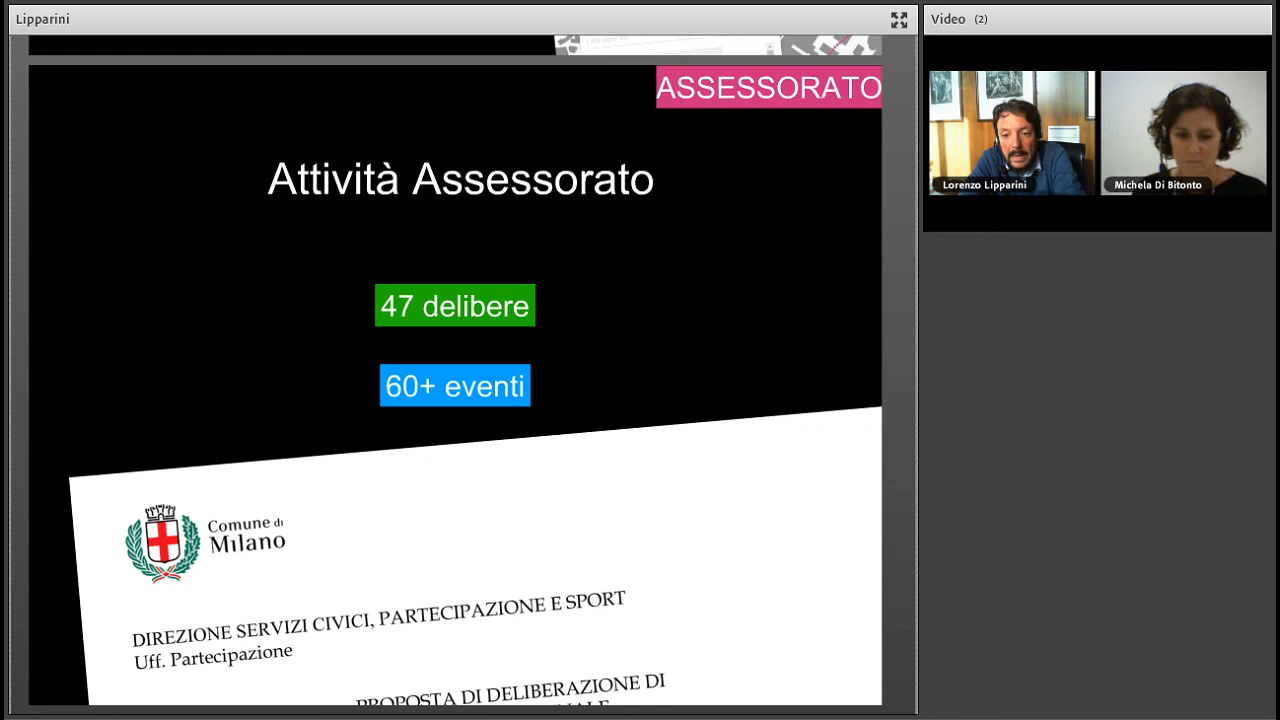 Lipparini
Video (2)
ASSESSORATO
Attività Assessorato
47 delibere
60+ eventi
Comune di
Milano
DIREZIONE SERVIZI CIVICI, PARTECIPAZIONE E SPORT
Uff. Partecipazione
PROPOSTA DI DELIBERAZIONE DI
Lorenzo Lipparini
Michela Di Bitonto